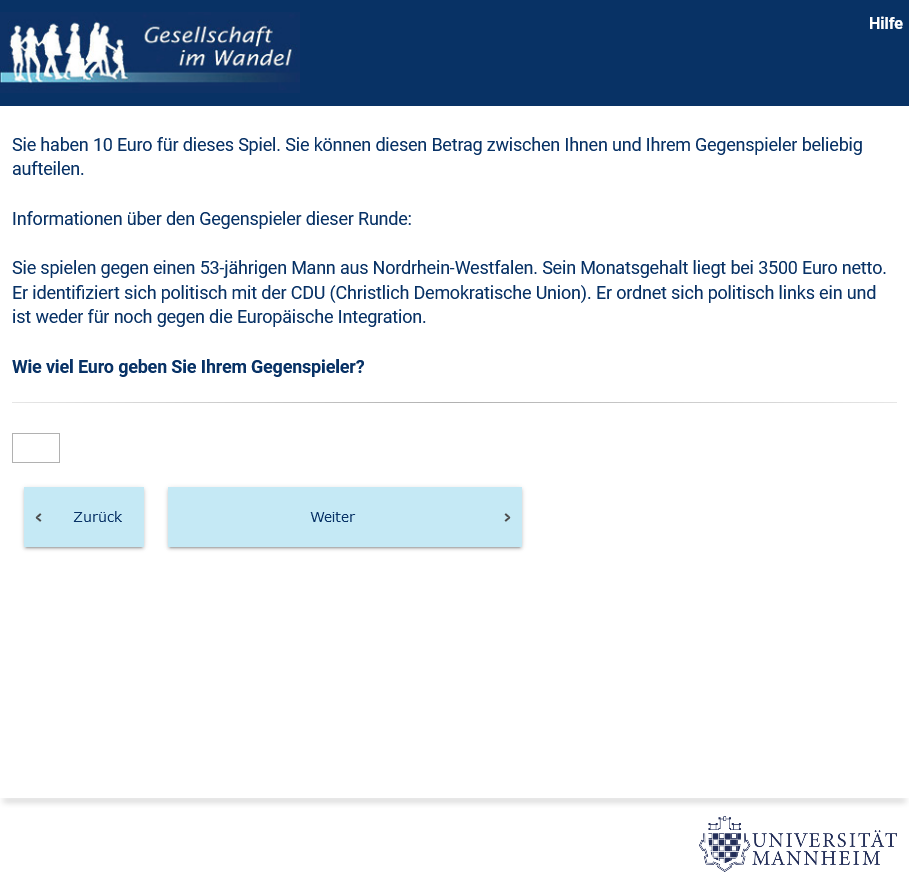 Gesellschaft
im Wandel
Hilfe
Sie haben 10 Euro für dieses Spiel. Sie können diesen Betrag zwischen Ihnen und Ihrem Gegenspieler beliebig
aufteilen.
Informationen über den Gegenspieler dieser Runde:
Sie spielen gegen einen 53-jährigen Mann aus Nordrhein-Westfalen. Sein Monatsgehalt liegt bei 3500 Euro netto.
Er identifiziert sich politisch mit der CDU (Christlich Demokratische Union). Er ordnet sich politisch links ein und
ist weder für noch gegen die Europäische Integration.
Wie viel Euro geben Sie Ihrem Gegenspieler?
Zurück
Weiter
UNIVERSITÄT
MANNHEIM